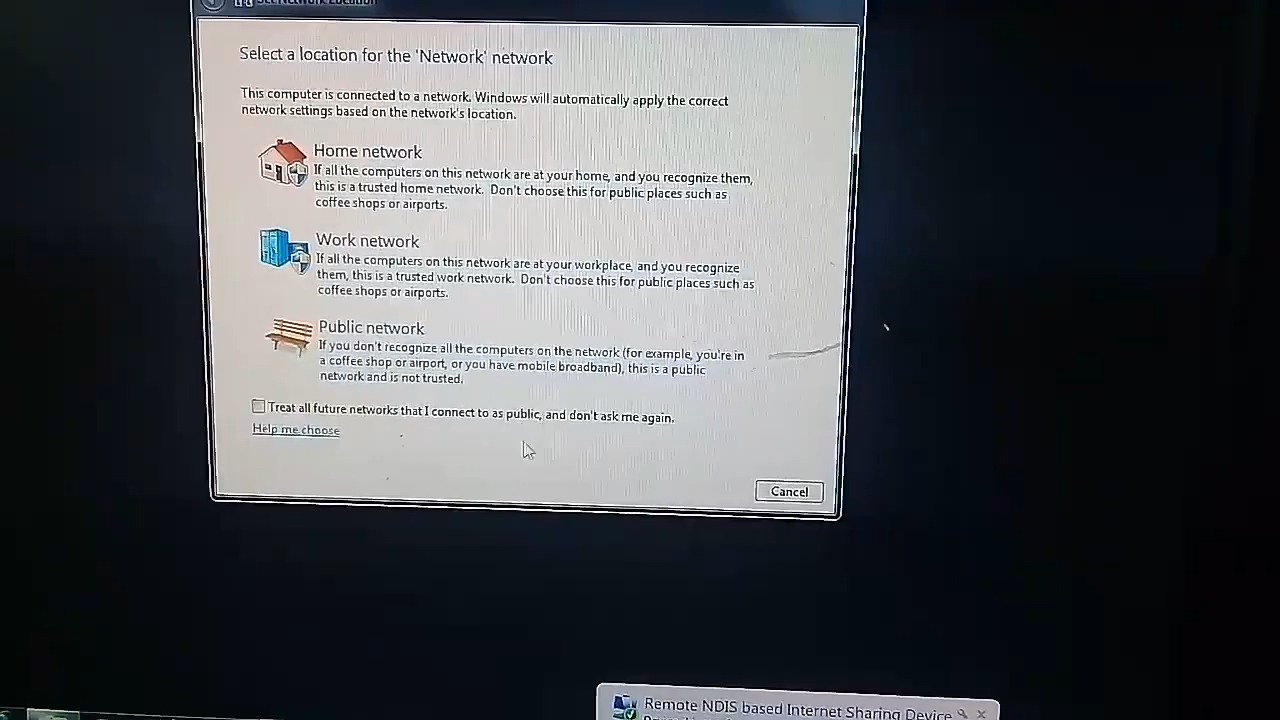 Set Network Location
Select a location for the 'Network' network
This computer is connected to a network. Windows will automatically apply the correct
network settings based on the network's location.
Home network
If all the computers on this network are at your home, and you recognize them,
this is a trusted home network. Don't choose this for public places such as
coffee shops or airports.
Work network
If all the computers on this network are at your workplace, and you recognize
them, this is a trusted work network. Don't choose this for public places such as
coffee shops or airports.
Public network
If you don't recognize all the computers on the network (for example, you're in
a coffee shop or airport, or you have mobile broadband), this is a public
network and is not trusted.
Treat all future networks that I connect to as public, and don't ask me again.
Help me choose
Cancel
Remote NDIS based Internet Sharing Device